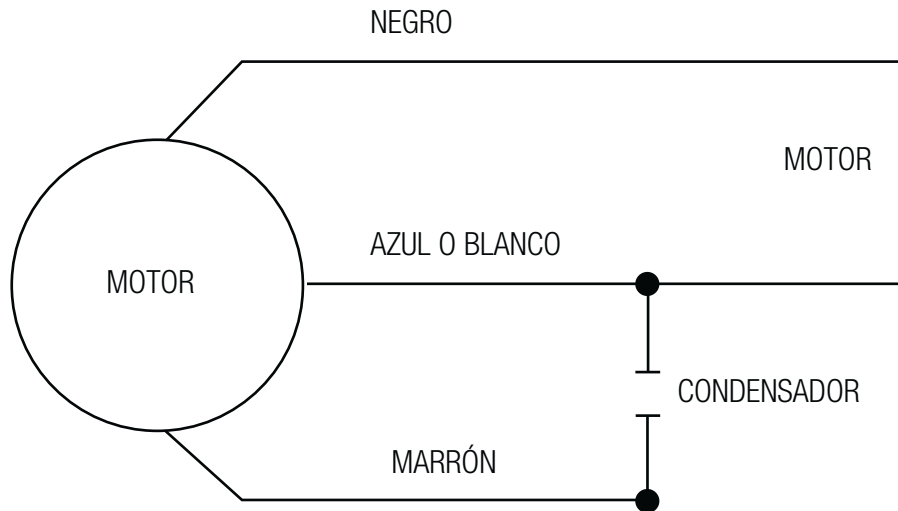 NEGRO
MOTOR
AZUL O BLANCO
MOTOR
CONDENSADOR
MARRÓN